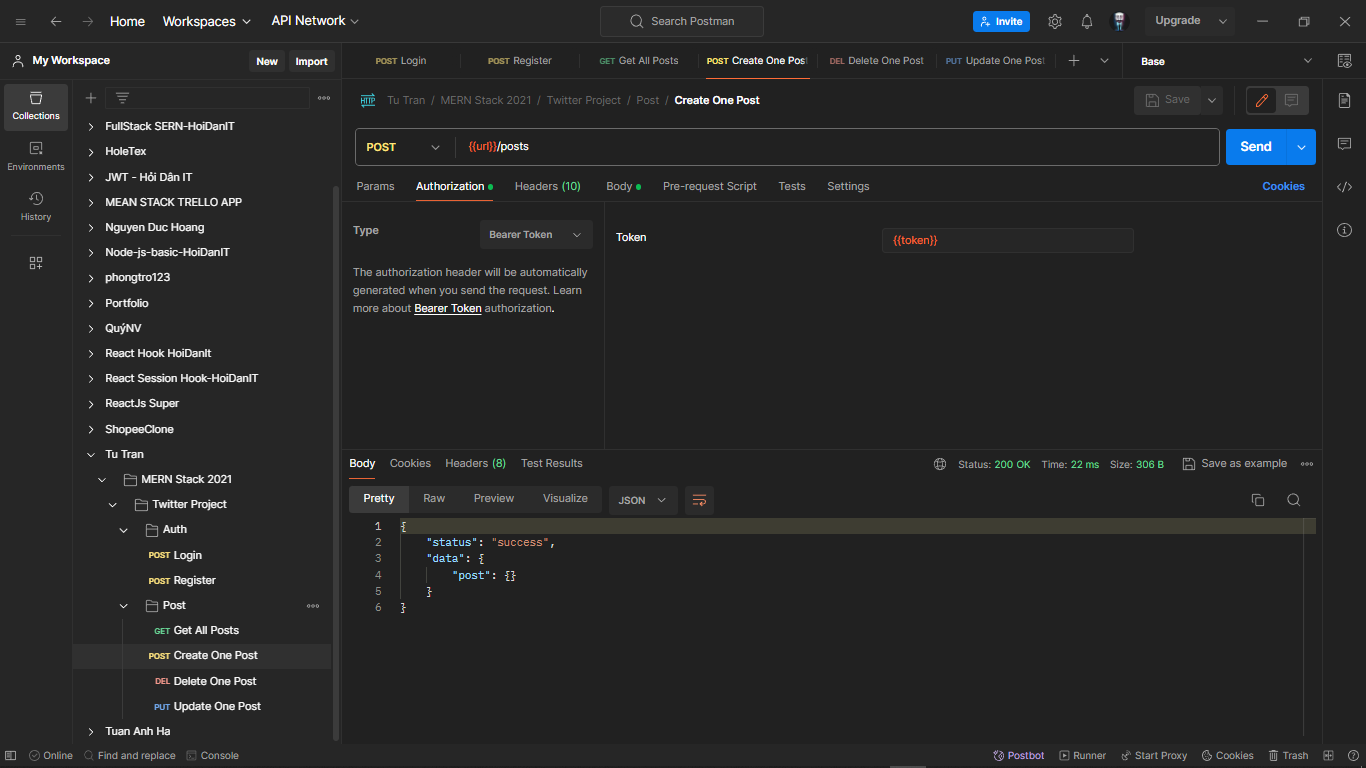 Home Workspaces API Network Search Postman Invite Upgrade
My Workspace New Import POST Login POST Register GET Get All Posts POST Create One Post DEL Delete One Post PUT Update One Post Base
Collections
Environments
History
FullStack SERN-HoiDanIT
HoleTex
JWT - Hỏi Dân IT
MEAN STACK TRELLO APP
Nguyen Duc Hoang
Node-js-basic-HoiDanIT
phongtro123
Portfolio
QuýNV
React Hook HoiDanIt
React Session Hook-HoiDanIT
ReactJs Super
ShopeeClone
Tu Tran
MERN Stack 2021
Twitter Project
Auth
POST Login
POST Register
Post
GET Get All Posts
POST Create One Post
DEL Delete One Post
PUT Update One Post
Tuan Anh Ha
HTTP Tu Tran / MERN Stack 2021 / Twitter Project / Post / Create One Post Save
POST {{url}}/posts Send
Params Authorization Headers (10) Body Pre-request Script Tests Settings Cookies
Type Bearer Token
The authorization header will be automatically
generated when you send the request. Learn
more about Bearer Token authorization.
Token {{token}}
Body Cookies Headers (8) Test Results Status: 200 OK Time: 22 ms Size: 306 B Save as example
Pretty Raw Preview Visualize JSON
1 {
2 "status": "success",
3 "data": {
4 "post": {}
5 }
6 }
Online Find and replace Console Postbot Runner Start Proxy Cookies Trash